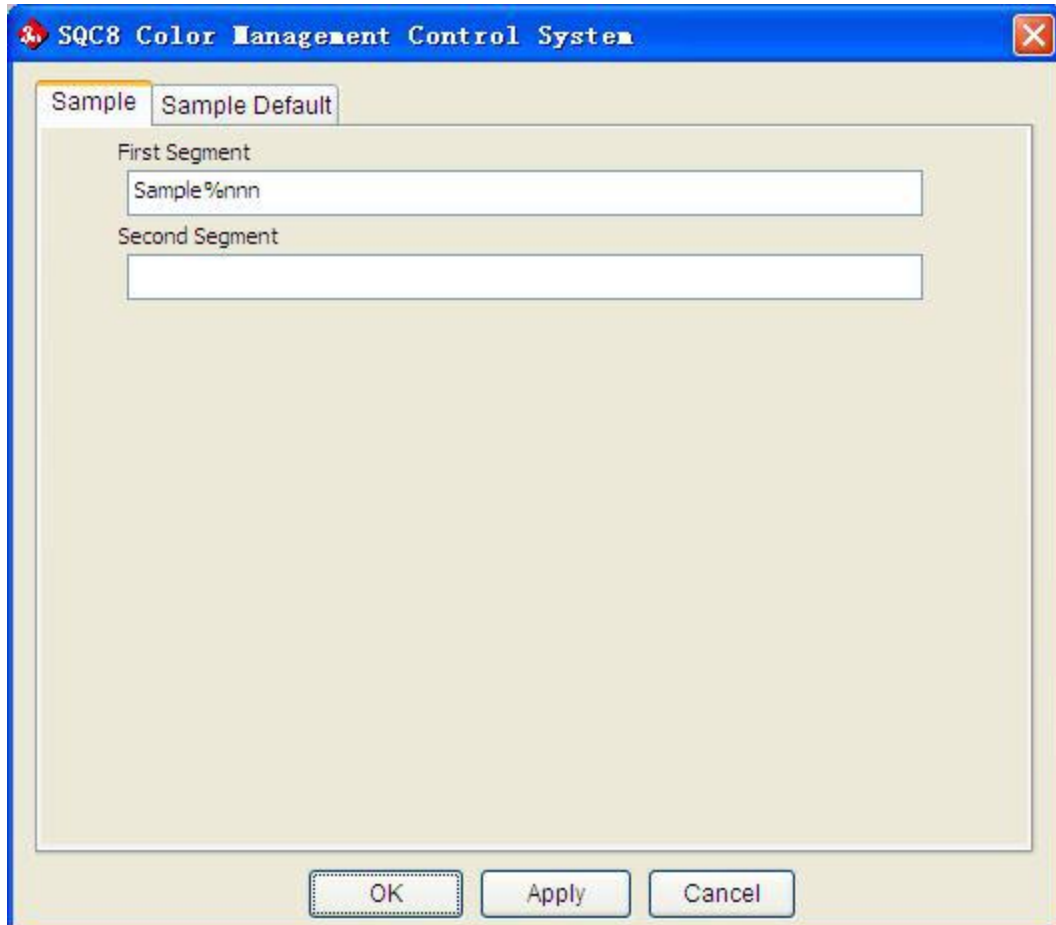 SQC8 Color Management Control System
Sample
Sample Default
First Segment
Sample%nnn
Second Segment
OK
Apply
Cancel